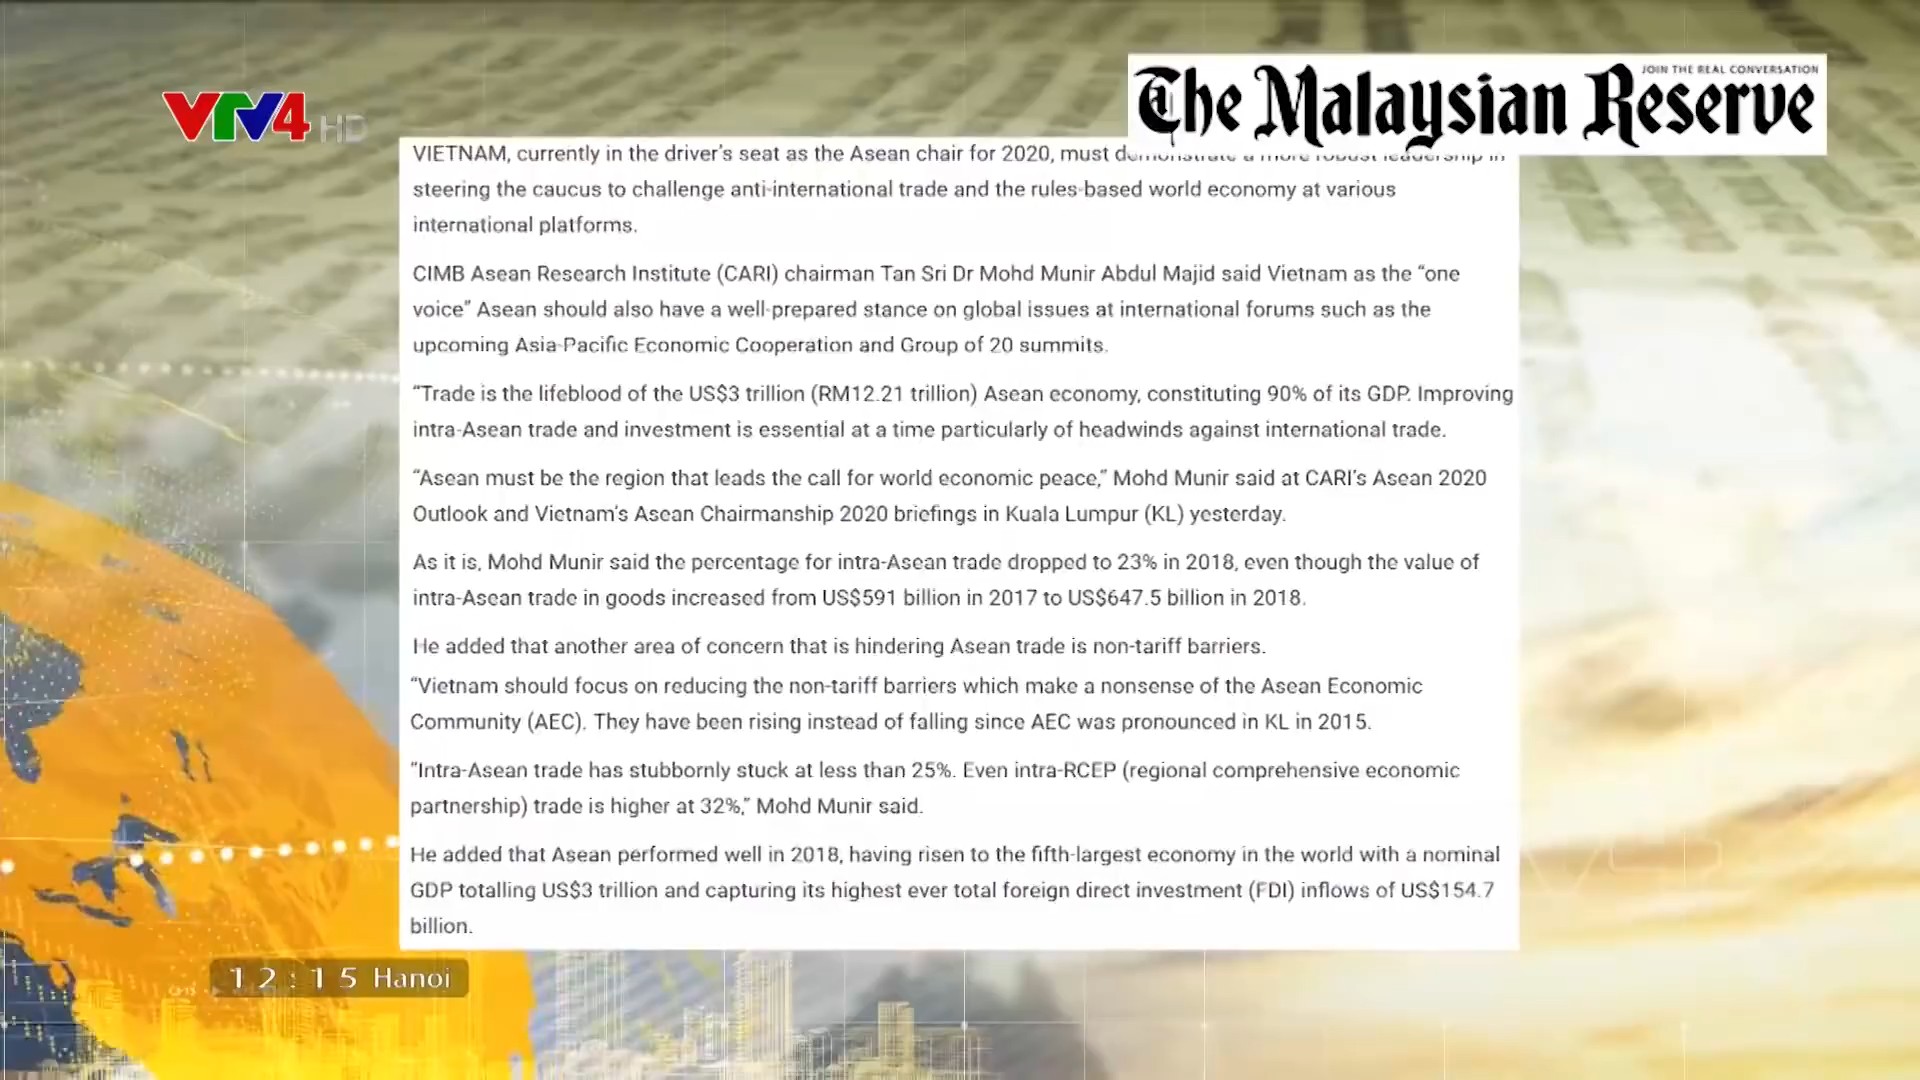 JOIN THE REAL CONVERSATION
The Malaysian Reserve
VTV4 HD
VIETNAM, currently in the driver's seat as the Asean chair for 2020, must demonstrate a more robust leadership in
steering the caucus to challenge anti-international trade and the rules-based world economy at various
international platforms.
CIMB Asean Research Institute (CARI) chairman Tan Sri Dr Mohd Munir Abdul Majid said Vietnam as the “one
voice” Asean should also have a well-prepared stance on global issues at international forums such as the
upcoming Asia-Pacific Economic Cooperation and Group of 20 summits.
“Trade is the lifeblood of the US$3 trillion (RM12.21 trillion) Asean economy, constituting 90% of its GDP. Improving
intra-Asean trade and investment is essential at a time particularly of headwinds against international trade.
“Asean must be the region that leads the call for world economic peace,” Mohd Munir said at CARI’s Asean 2020
Outlook and Vietnam’s Asean Chairmanship 2020 briefings in Kuala Lumpur (KL) yesterday.
As it is, Mohd Munir said the percentage for intra-Asean trade dropped to 23% in 2018, even though the value of
intra-Asean trade in goods increased from US$591 billion in 2017 to US$647.5 billion in 2018.
He added that another area of concern that is hindering Asean trade is non-tariff barriers.
“Vietnam should focus on reducing the non-tariff barriers which make a nonsense of the Asean Economic
Community (AEC). They have been rising instead of falling since AEC was pronounced in KL in 2015.
“Intra-Asean trade has stubbornly stuck at less than 25%. Even intra-RCEP (regional comprehensive economic
partnership) trade is higher at 32%,” Mohd Munir said.
He added that Asean performed well in 2018, having risen to the fifth-largest economy in the world with a nominal
GDP totalling US$3 trillion and capturing its highest ever total foreign direct investment (FDI) inflows of US$154.7
billion.
12:15 Hanoi